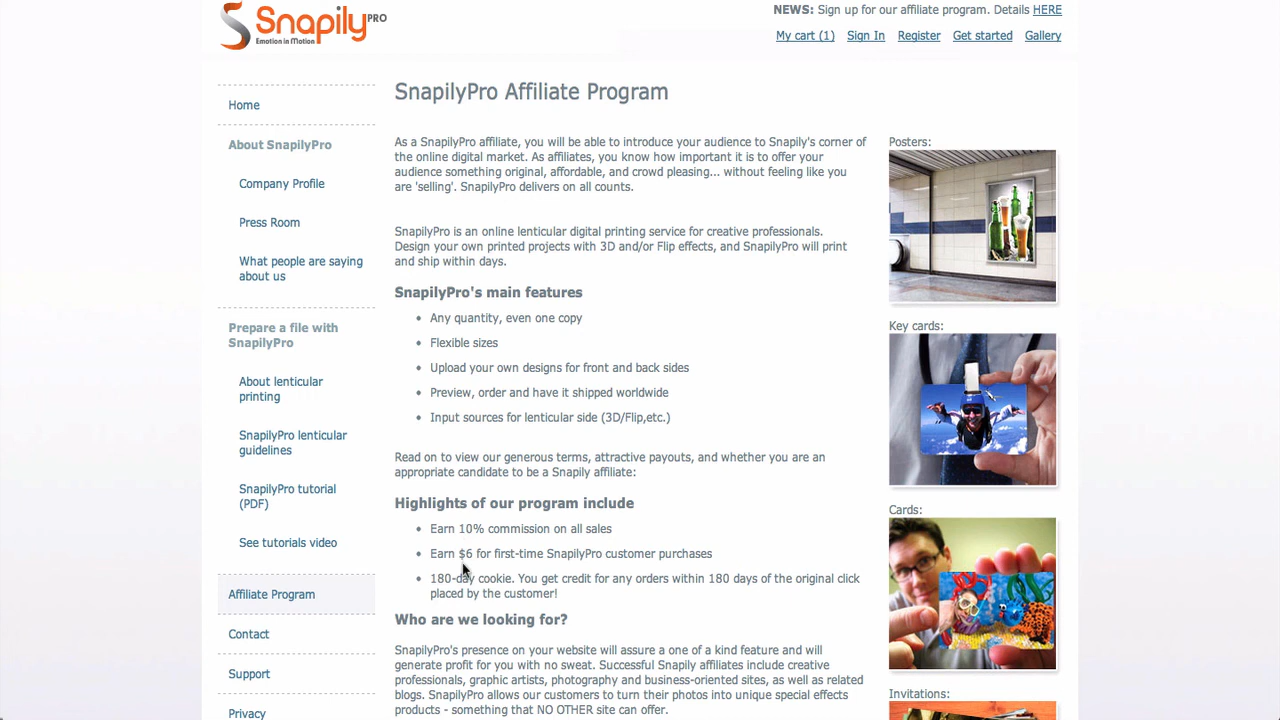 Snapily PRO
Emotion in Motion
NEWS: Sign up for our affiliate program. Details HERE
My cart (1) Sign In Register Get started Gallery
Home
About SnapilyPro
Company Profile
Press Room
What people are saying
about us
Prepare a file with
SnapilyPro
About lenticular
printing
SnapilyPro lenticular
guidelines
SnapilyPro tutorial
(PDF)
See tutorials video
Affiliate Program
Contact
Support
Privacy
SnapilyPro Affiliate Program
As a SnapilyPro affiliate, you will be able to introduce your audience to Snapily's corner of
the online digital market. As affiliates, you know how important it is to offer your
audience something original, affordable, and crowd pleasing... without feeling like you
are 'selling'. SnapilyPro delivers on all counts.
SnapilyPro is an online lenticular digital printing service for creative professionals.
Design your own printed projects with 3D and/or Flip effects, and SnapilyPro will print
and ship within days.
SnapilyPro's main features
• Any quantity, even one copy
• Flexible sizes
• Upload your own designs for front and back sides
• Preview, order and have it shipped worldwide
• Input sources for lenticular side (3D/Flip,etc.)
Read on to view our generous terms, attractive payouts, and whether you are an
appropriate candidate to be a Snapily affiliate:
Highlights of our program include
• Earn 10% commission on all sales
• Earn $6 for first-time SnapilyPro customer purchases
• 180-day cookie. You get credit for any orders within 180 days of the original click
placed by the customer!
Who are we looking for?
SnapilyPro's presence on your website will assure a one of a kind feature and will
generate profit for you with no sweat. Successful Snapily affiliates include creative
professionals, graphic artists, photography and business-oriented sites, as well as related
blogs. SnapilyPro allows our customers to turn their photos into unique special effects
products - something that NO OTHER site can offer.
Posters:
Key cards:
Cards:
Invitations: